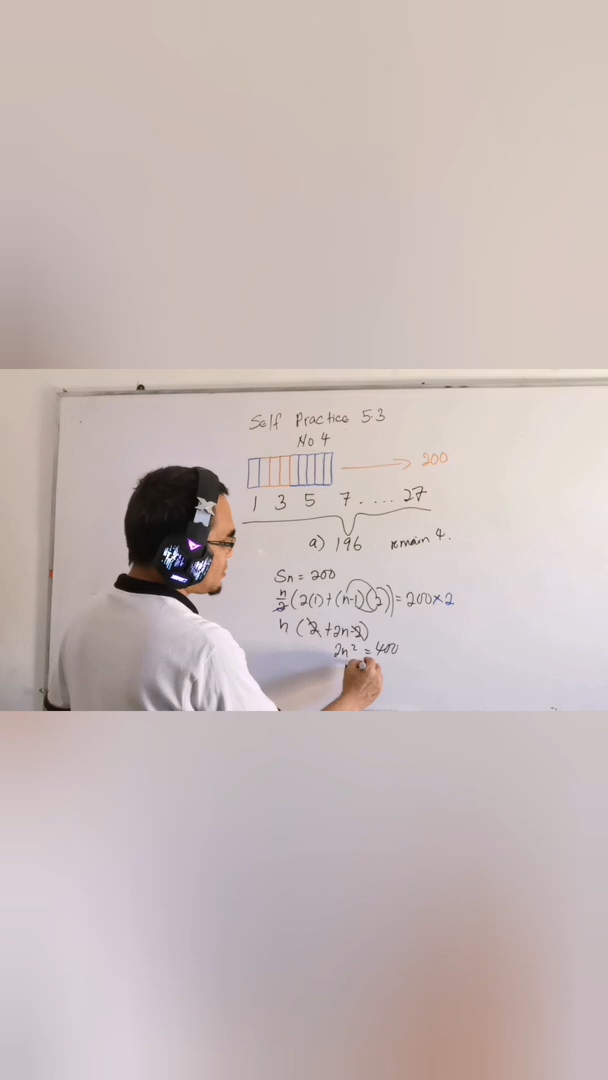 Self Practice 5.3
No 4
200
1 3 5 7 .... 27
a) 196 remain 4.
Sn = 200
n/2 (2(1) + (n-1)(2)) = 200 × 2
n (2 + 2n - 2)
2n² = 400